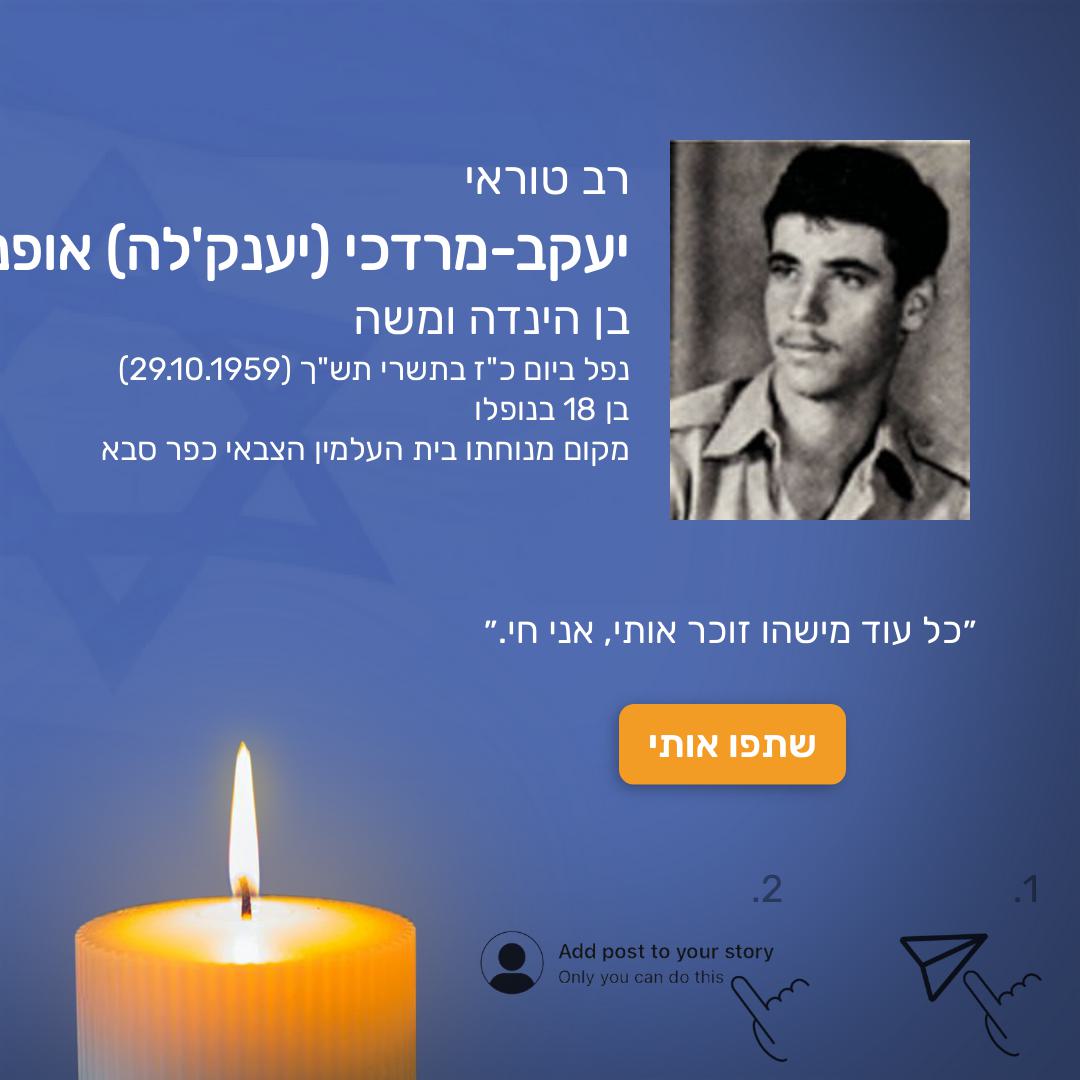 רב טוראי
יעקב-מרדכי (יענק'לה)
בן הינדה ומשה
נפל ביום כ"ז בתשרי תש"ך (29.10.1959)
בן 18 בנופלו
מקום מנוחתו בית העלמין הצבאי כפר סבא
״כל עוד מישהו זוכר אותי, אני חי.״
שתפו אותי
.1
.2
Add post to your story
Only you can do this